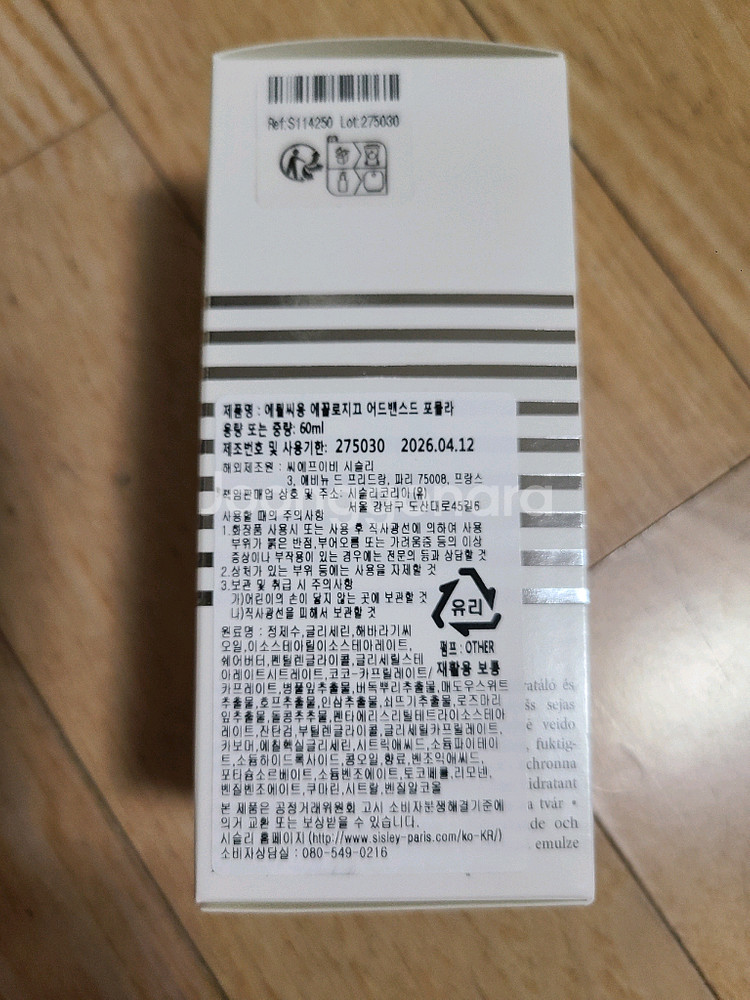 Ref:S114250 Lot:275030
제품명 : 에뮐씨용 에꼴로지끄 어드밴스드 포뮬라
용량 또는 중량: 60ml
제조번호 및 사용기한: 275030 2026.04.12
해외제조원 : 씨에프이비 시슬리
3, 에비뉴 드 프리드랑, 파리 75008, 프랑스
책임판매업 상호 및 주소: 시슬리코리아(유)
서울 강남구 도산대로45길6
사용할 때의 주의사항
1.화장품 사용시 또는 사용 후 직사광선에 의하여 사용
부위가 붉은 반점,부어오름 또는 가려움증 등의 이상
증상이나 부작용이 있는 경우에는 전문의 등과 상담할 것
2.상처가 있는 부위 등에는 사용을 자제할 것
3.보관 및 취급 시 주의사항
가)어린이의 손이 닿지 않는 곳에 보관할 것
나)직사광선을 피해서 보관할 것
유리
펌프 : OTHER
재활용 보통
원료명 : 정제수,글리세린,해바라기씨
오일,이소스테아릴이소스테아레이트,
쉐어버터,펜틸렌글라이콜,글리세릴스테
아레이트시트레이트,코코-카프릴레이트/
카프레이트,병풀잎추출물,버독뿌리추출물,매도우스위트
추출물,호프추출물,인삼추출물,쇠뜨기추출물,로즈마리
잎추출물,돌콩추출물,펜타에리스리틸테트라이소스테아
레이트,잔탄검,부틸렌글라이콜,글리세릴카프릴레이트,
카보머,에칠헥실글리세린,시트릭애씨드,소듐파이테이
트,소듐하이드록사이드,콩오일,향료,벤조익애씨드,
포타슘소르베이트,소듐벤조에이트,토코페롤,리모넨,
벤질벤조에이트,쿠마린,시트랄,벤질알코올
본 제품은 공정거래위원회 고시 소비자분쟁해결기준에
의거 교환 또는 보상받을 수 있습니다.
시슬리 홈페이지(http://www.sisley-paris.com/ko-KR/)
소비자상담실 : 080-549-0216
ratáló és
šs sejas
é veido
, fuktig-
chronna
idratant
a tvár •
de och
emulze